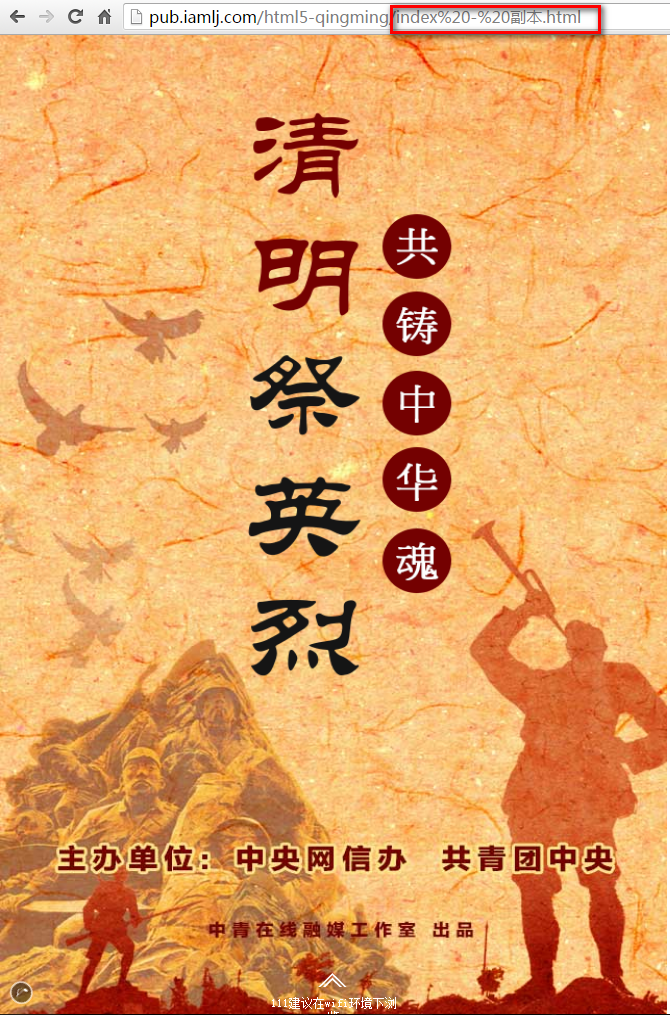 pub.iamlj.com/html5-qingming/index%20-%20副本.html
清明祭英烈
共铸中华魂
主办单位：中央网信办 共青团中央
中青在线融媒工作室 出品
111建议在wifi环境下浏